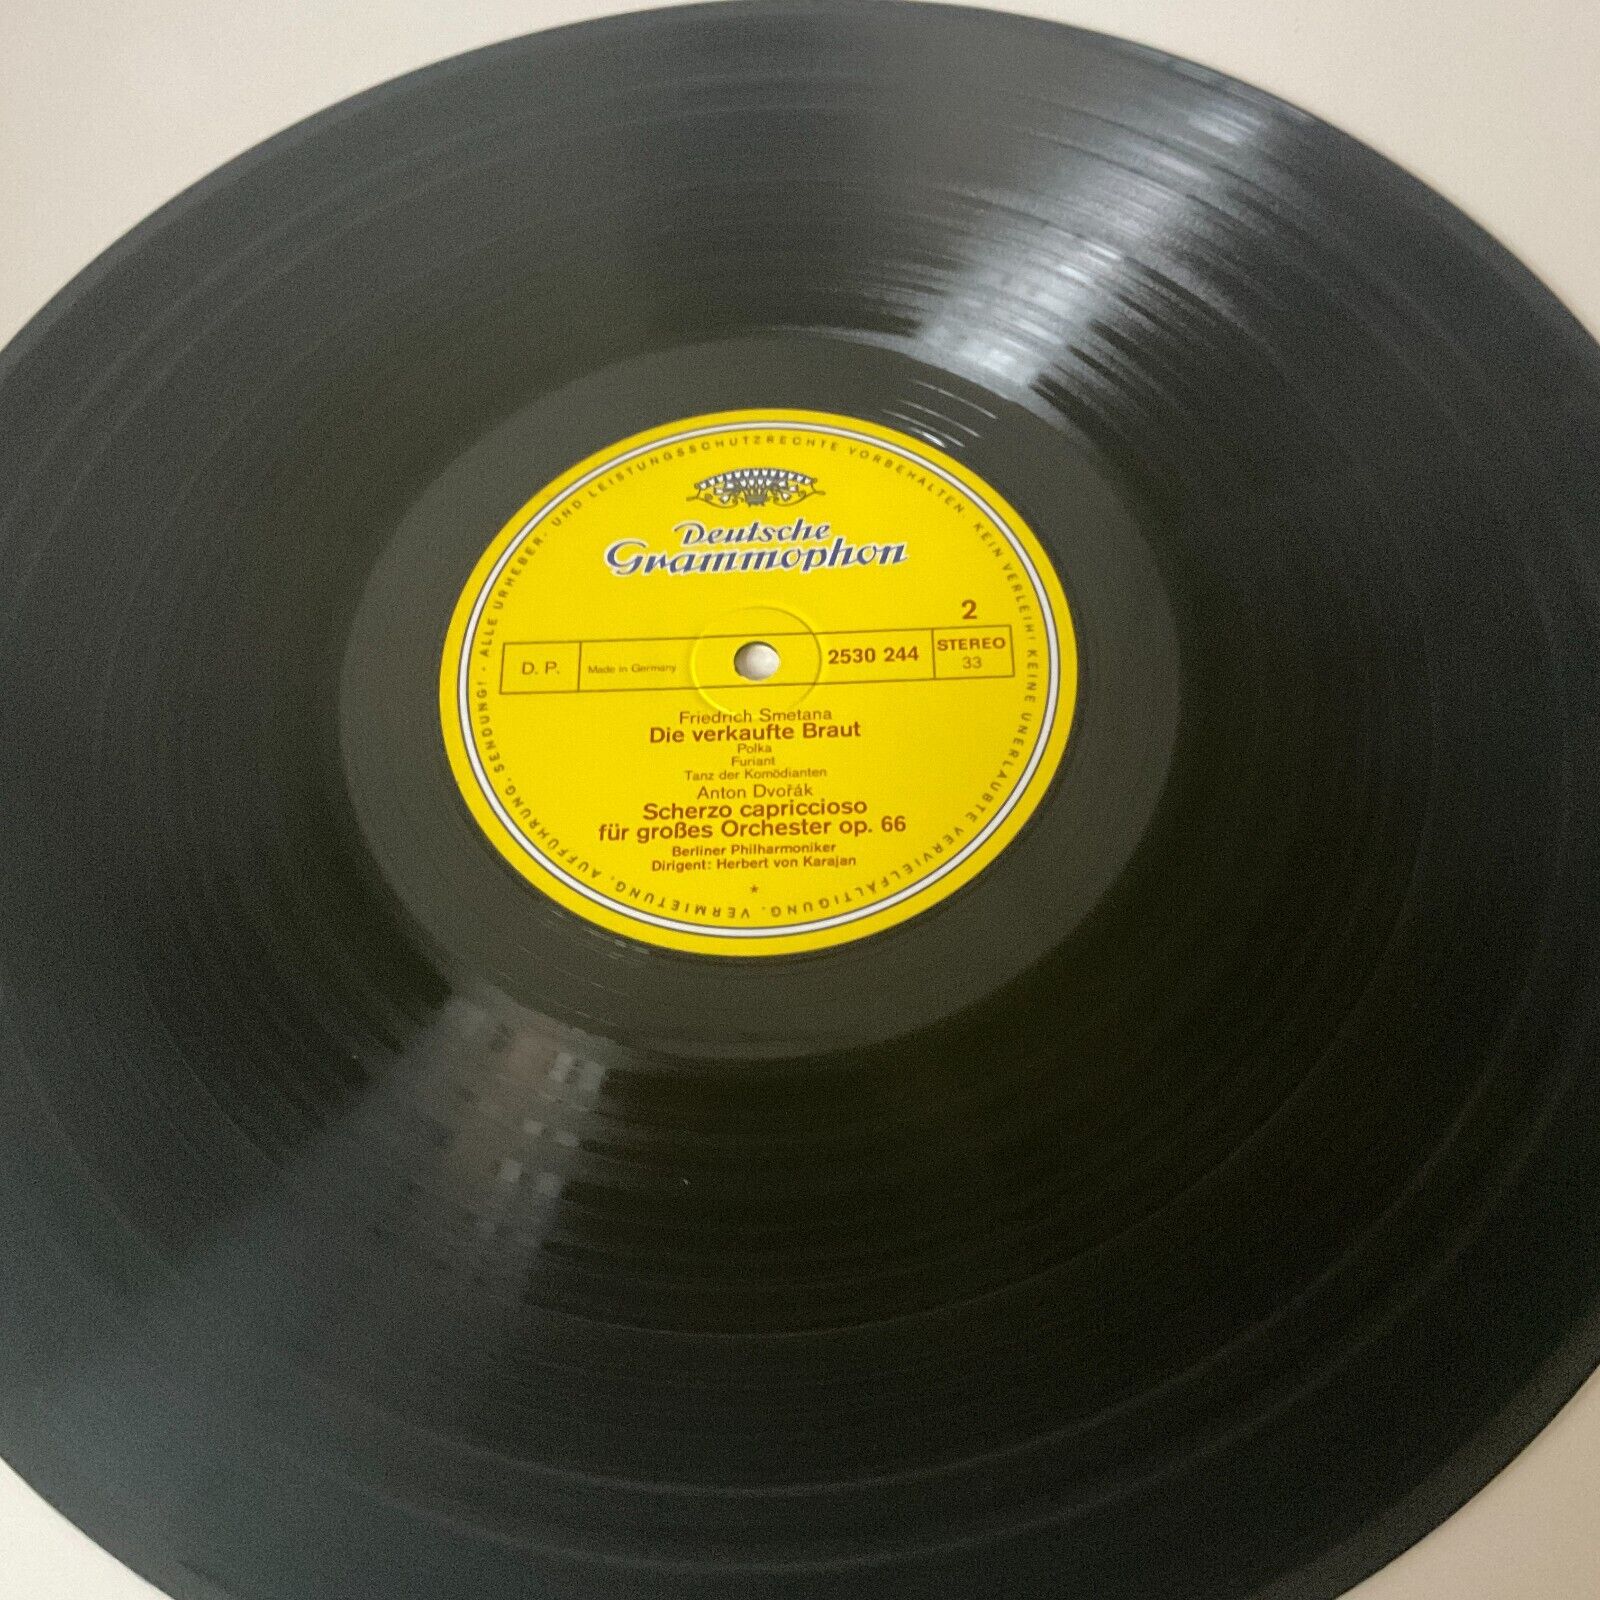 ALLE URHEBER- UND LEISTUNGSSCHUTZRECHTE VORBEHALTEN. KEIN VERLEIH! KEINE UNERLAUBTE VERVIELFÄLTIGUNG, VERMIETUNG, AUFFÜHRUNG, SENDUNG! ·
Deutsche
Grammophon
2
D. P.
Made in Germany
2530 244
STEREO
33
Friedrich Smetana
Die verkaufte Braut
Polka
Furiant
Tanz der Komödianten
Anton Dvořák
Scherzo capriccioso
für großes Orchester op. 66
Berliner Philharmoniker
Dirigent: Herbert von Karajan
*